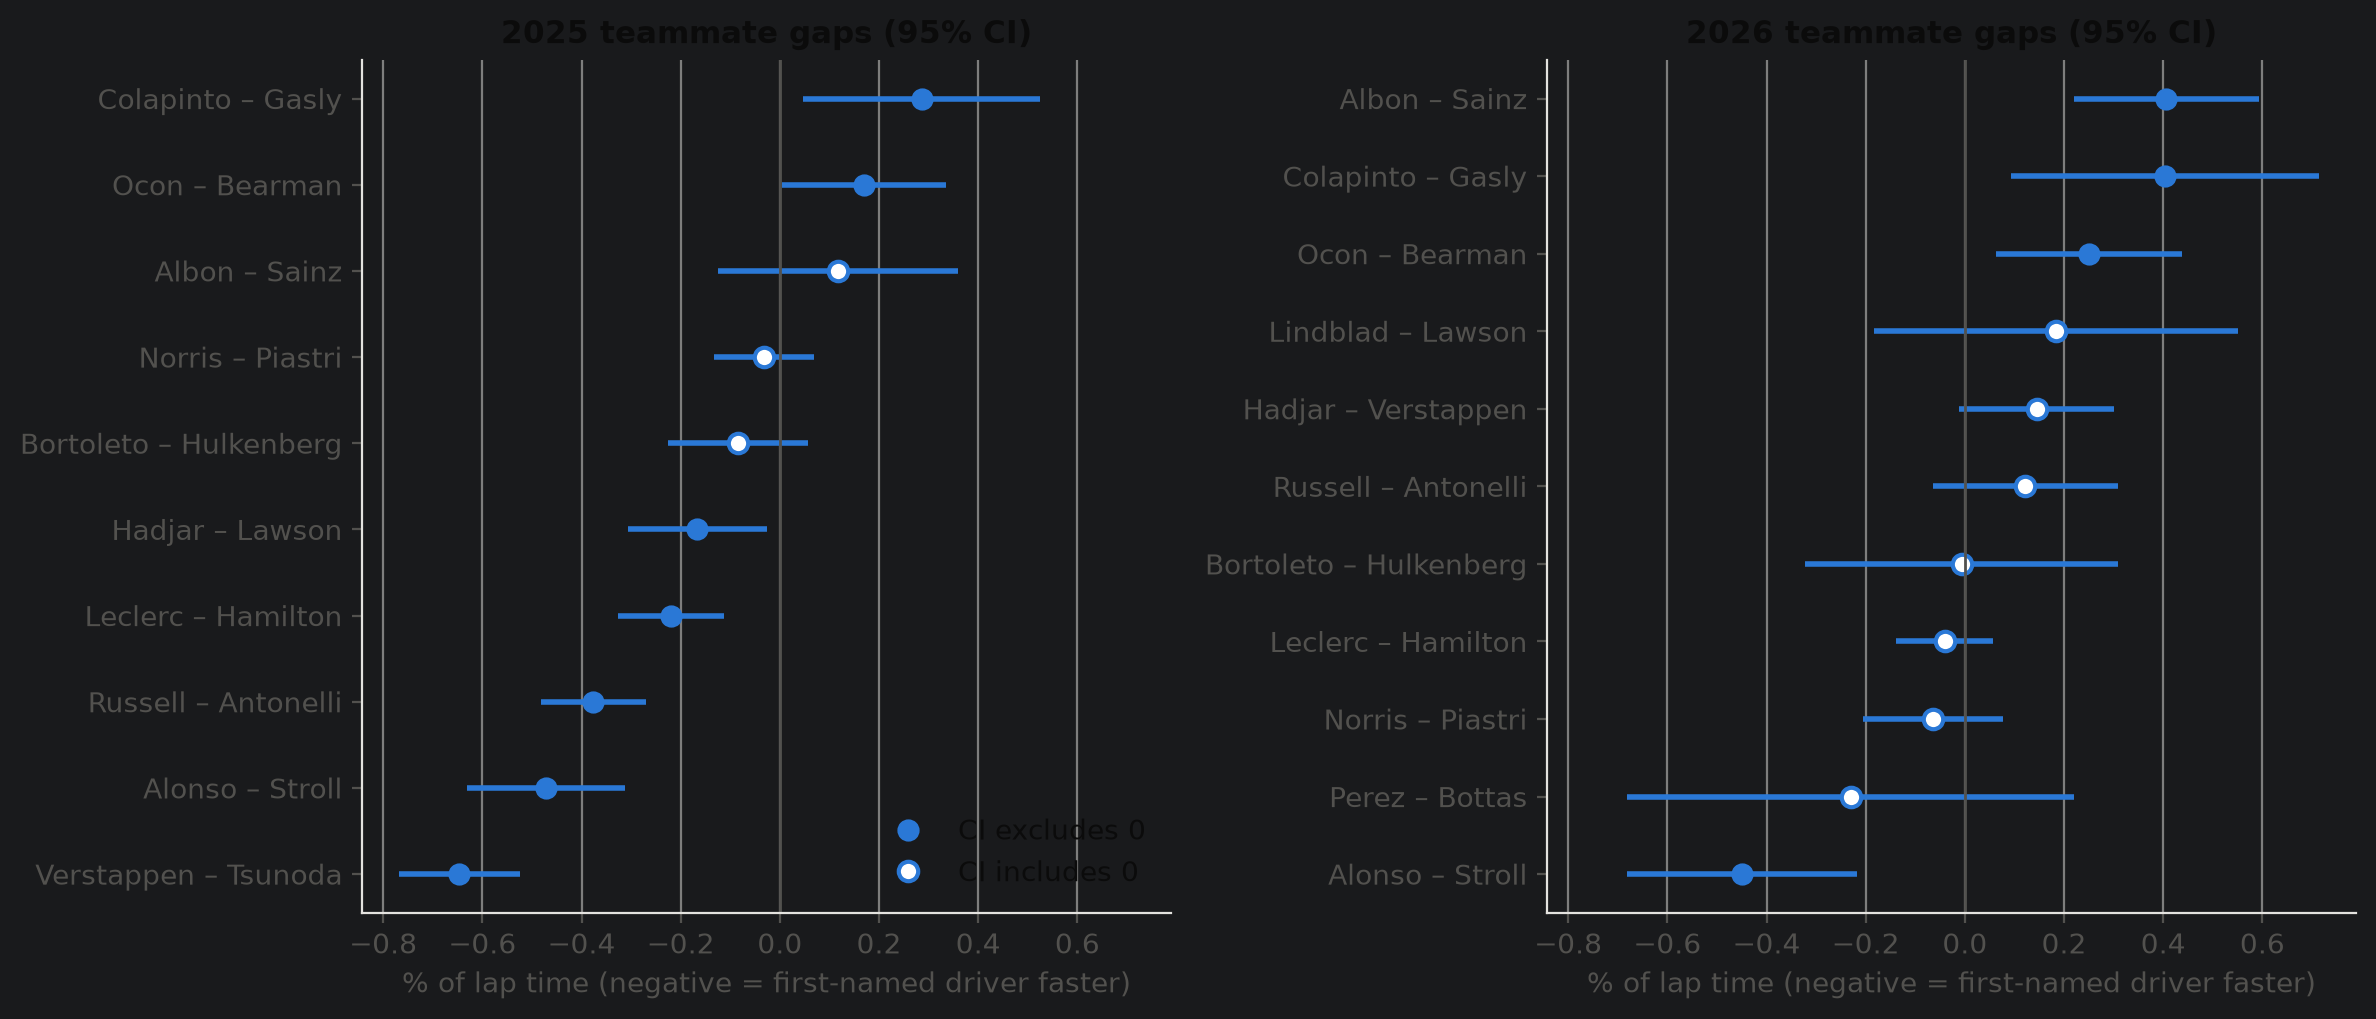 2025 teammate gaps (95% CI)
Colapinto – Gasly
Ocon – Bearman
Albon – Sainz
Norris – Piastri
Bortoleto – Hulkenberg
Hadjar – Lawson
Leclerc – Hamilton
Russell – Antonelli
Alonso – Stroll
Verstappen – Tsunoda
CI excludes 0
CI includes 0
−0.8 −0.6 −0.4 −0.2 0.0 0.2 0.4 0.6
% of lap time (negative = first-named driver faster)
2026 teammate gaps (95% CI)
Albon – Sainz
Colapinto – Gasly
Ocon – Bearman
Lindblad – Lawson
Hadjar – Verstappen
Russell – Antonelli
Bortoleto – Hulkenberg
Leclerc – Hamilton
Norris – Piastri
Perez – Bottas
Alonso – Stroll
−0.8 −0.6 −0.4 −0.2 0.0 0.2 0.4 0.6
% of lap time (negative = first-named driver faster)